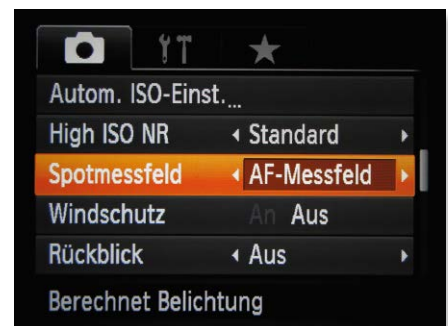 Autom. ISO-Einst....
High ISO NR Standard
Spotmessfeld AF-Messfeld
Windschutz An Aus
Rückblick Aus
Berechnet Belichtung